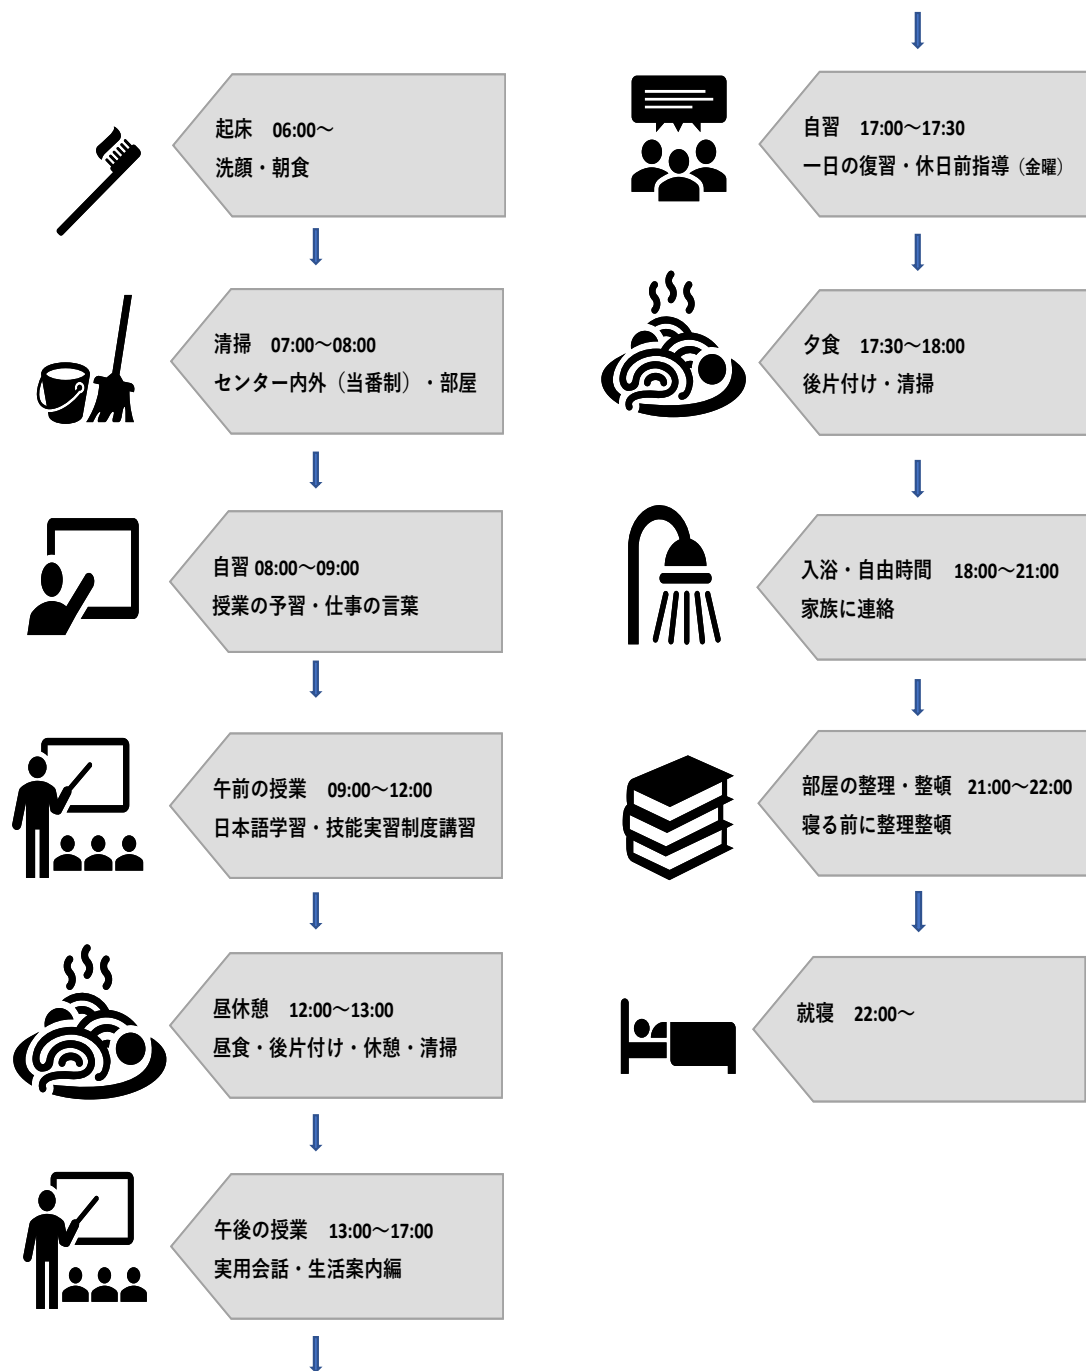 起床　06:00～
洗顔・朝食
清掃　07:00～08:00
センター内外（当番制）・部屋
自習 08:00～09:00
授業の予習・仕事の言葉
午前の授業　09:00～12:00
日本語学習・技能実習制度講習
昼休憩　12:00～13:00
昼食・後片付け・休憩・清掃
午後の授業　13:00～17:00
実用会話・生活案内編
自習　17:00～17:30
一日の復習・休日前指導（金曜）
夕食　17:30～18:00
後片付け・清掃
入浴・自由時間　18:00～21:00
家族に連絡
部屋の整理・整頓　21:00～22:00
寝る前に整理整頓
就寝　22:00～